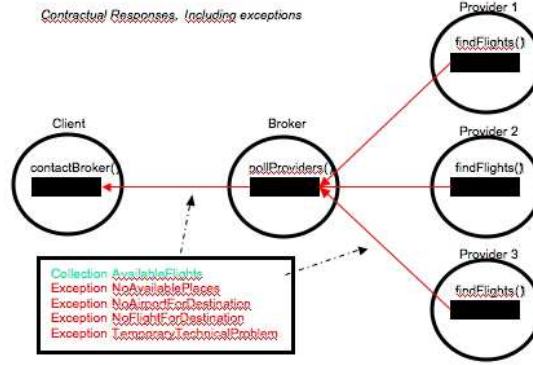 Contractual Responses, Including exceptions
Provider 1
findFlights()
Client
Broker
Provider 2
contactBroker()
pollProviders()
findFlights()
Provider 3
findFlights()
Collection AvailableFlights
Exception NoAvailablePlaces
Exception NoAirportForDestination
Exception NoFlightForDestination
Exception TemporaryTechnicalProblem